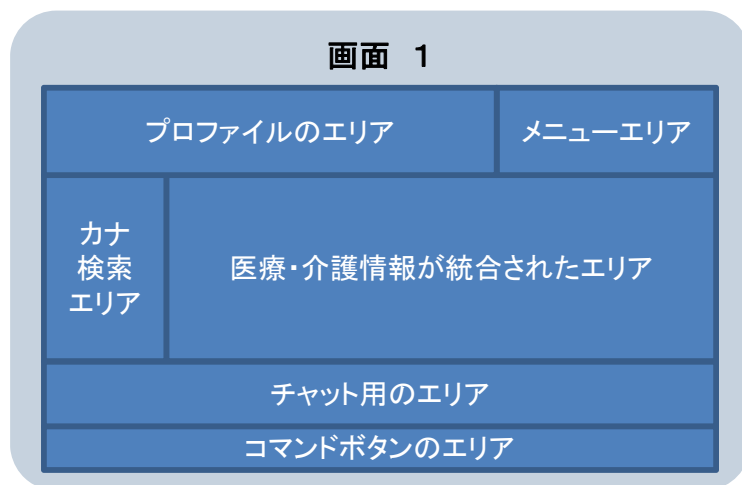 画面　1
プロファイルのエリア
メニューエリア
カナ
検索
エリア
医療・介護情報が統合されたエリア
チャット用のエリア
コマンドボタンのエリア